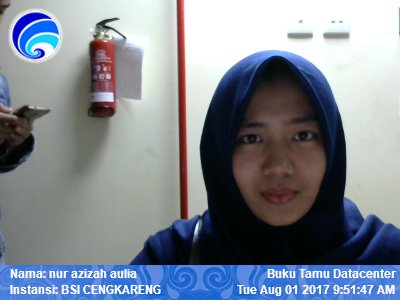 Nama: nur azizah aulia
Buku Tamu Datacenter
Instansi: BSI CENGKARENG
Tue Aug 01 2017 9:51:47 AM